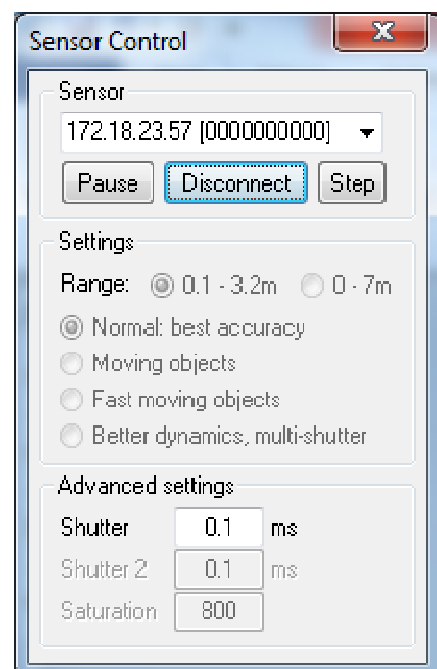 Sensor Control
Sensor
172.18.23.57 [0000000000]
Pause Disconnect Step
Settings
Range: 0.1 - 3.2m 0 - 7m
Normal: best accuracy
Moving objects
Fast moving objects
Better dynamics, multi-shutter
Advanced settings
Shutter 0.1 ms
Shutter 2 0.1 ms
Saturation 800